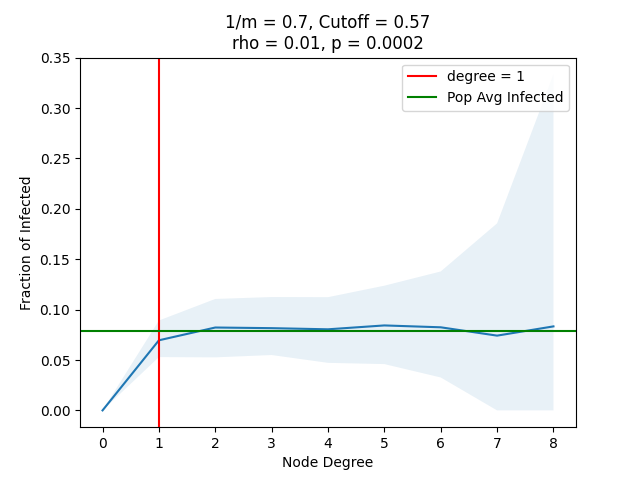 1/m = 0.7, Cutoff = 0.57
rho = 0.01, p = 0.0002
degree = 1
Pop Avg Infected
Fraction of Infected
0.35
0.30
0.25
0.20
0.15
0.10
0.05
0.00
0 1 2 3 4 5 6 7 8
Node Degree